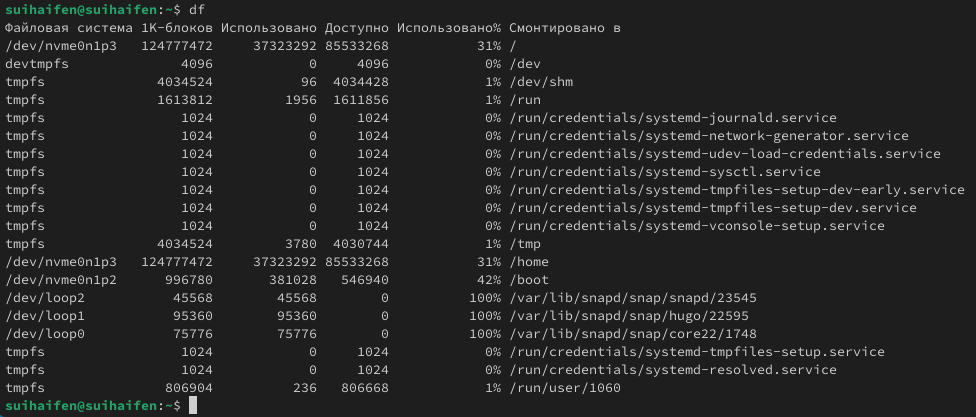 suihaifen@suihaifen:~$ df
Файловая система 1K-блоков Использовано Доступно Использовано% Смонтировано в
/dev/nvme0n1p3 124777472 37323292 85533268 31% /
devtmpfs 4096 0 4096 0% /dev
tmpfs 4034524 96 4034428 1% /dev/shm
tmpfs 1613812 1956 1611856 1% /run
tmpfs 1024 0 1024 0% /run/credentials/systemd-journald.service
tmpfs 1024 0 1024 0% /run/credentials/systemd-network-generator.service
tmpfs 1024 0 1024 0% /run/credentials/systemd-udev-load-credentials.service
tmpfs 1024 0 1024 0% /run/credentials/systemd-sysctl.service
tmpfs 1024 0 1024 0% /run/credentials/systemd-tmpfiles-setup-dev-early.service
tmpfs 1024 0 1024 0% /run/credentials/systemd-tmpfiles-setup-dev.service
tmpfs 1024 0 1024 0% /run/credentials/systemd-vconsole-setup.service
tmpfs 4034524 3780 4030744 1% /tmp
/dev/nvme0n1p3 124777472 37323292 85533268 31% /home
/dev/nvme0n1p2 996780 381028 546940 42% /boot
/dev/loop2 45568 45568 0 100% /var/lib/snapd/snap/snapd/23545
/dev/loop1 95360 95360 0 100% /var/lib/snapd/snap/hugo/22595
/dev/loop0 75776 75776 0 100% /var/lib/snapd/snap/core22/1748
tmpfs 1024 0 1024 0% /run/credentials/systemd-tmpfiles-setup.service
tmpfs 1024 0 1024 0% /run/credentials/systemd-resolved.service
tmpfs 806904 236 806668 1% /run/user/1060
suihaifen@suihaifen:~$